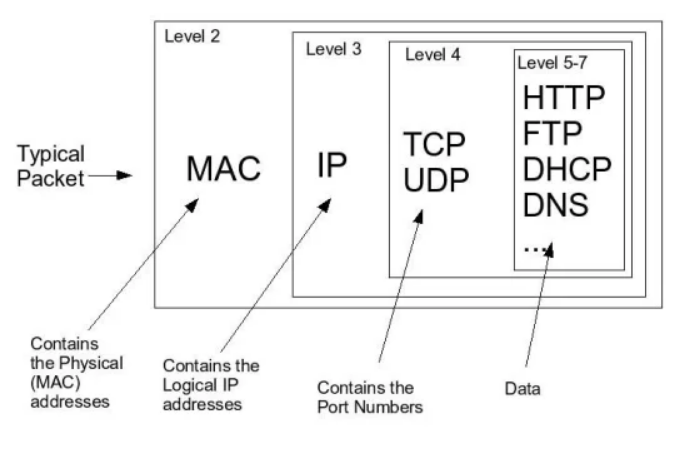 Level 2
Level 3
Level 4
Level 5-7
Typical
Packet
MAC
IP
TCP
UDP
HTTP
FTP
DHCP
DNS
...
Contains
the Physical
(MAC)
addresses
Contains the
Logical IP
addresses
Contains the
Port Numbers
Data